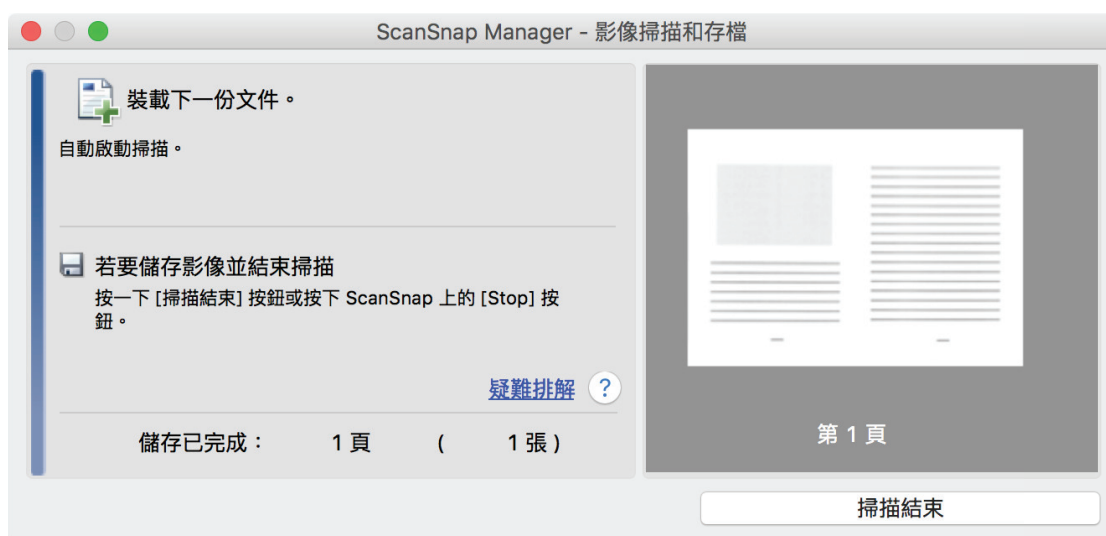 ScanSnap Manager - 影像掃描和存檔
裝載下一份文件。
自動啟動掃描。
若要儲存影像並結束掃描
按一下 [掃描結束] 按鈕或按下 ScanSnap 上的 [Stop] 按
鈕。
疑難排解 ?
儲存已完成： 1 頁 ( 1 張 )
第 1 頁
掃描結束